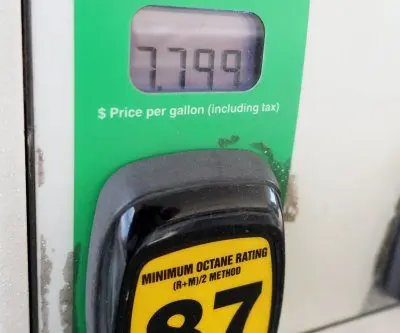 7.799
$ Price per gallon (including tax)
MINIMUM OCTANE RATING
(R+M)/2 METHOD
87